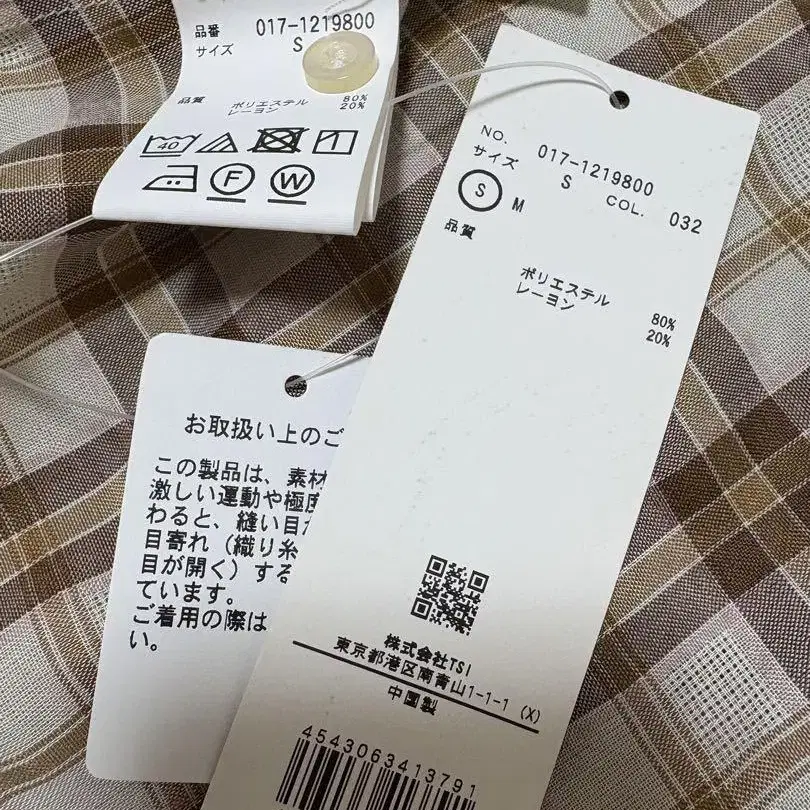 品番 017-1219800
サイズ S
品質 ポリエステル 80%
レーヨン 20%
40
1
F W
NO. 017-1219800
サイズ S COL. 032
S M
品質
ポリエステル 80%
レーヨン 20%
株式会社TSI
東京都港区南青山1-1-1 (X)
中国製
4543063413791
お取扱い上のご
この製品は、素材
激しい運動や極度
わると、縫い目が
目寄れ（織り糸
目が開く）する
ています。
ご着用の際は
い。